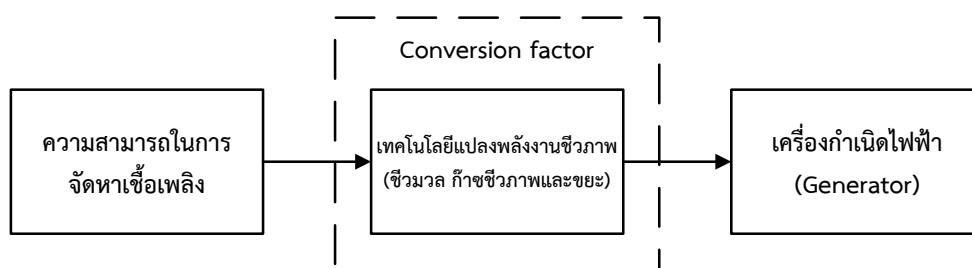 Conversion factor
ความสามารถในการ
จัดหาเชื้อเพลิง
เทคโนโลยีแปลงพลังงานชีวภาพ
(ชีวมวล ก๊าซชีวภาพและขยะ)
เครื่องกำเนิดไฟฟ้า
(Generator)